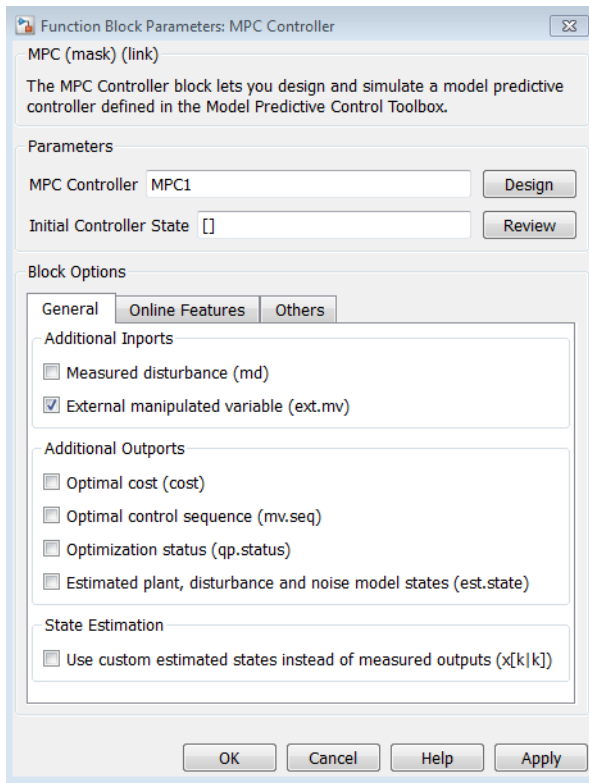 Function Block Parameters: MPC Controller
MPC (mask) (link)
The MPC Controller block lets you design and simulate a model predictive
controller defined in the Model Predictive Control Toolbox.
Parameters
MPC Controller MPC1 Design
Initial Controller State [] Review
Block Options
General Online Features Others
Additional Inports
Measured disturbance (md)
External manipulated variable (ext.mv)
Additional Outports
Optimal cost (cost)
Optimal control sequence (mv.seq)
Optimization status (qp.status)
Estimated plant, disturbance and noise model states (est.state)
State Estimation
Use custom estimated states instead of measured outputs (x[k|k])
OK Cancel Help Apply